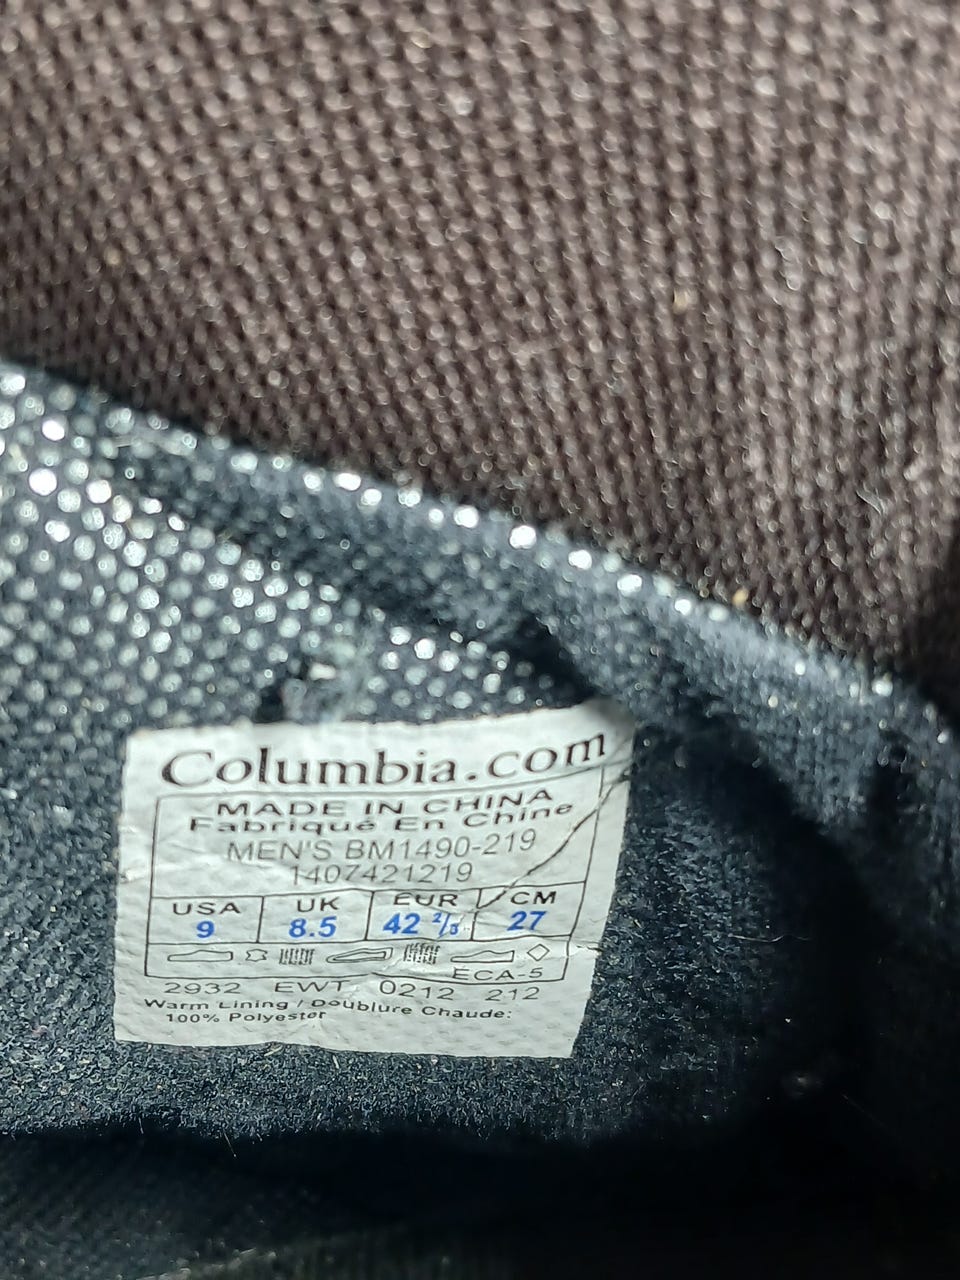 Columbia.com
MADE IN CHINA
Fabriqué En Chine
MEN'S BM1490-219
1407421219
USA UK EUR CM
9 8.5 42 ²/₃ 27
ECA-5
2932 EWT 0212 212
Warm Lining / Doublure Chaude:
100% Polyester